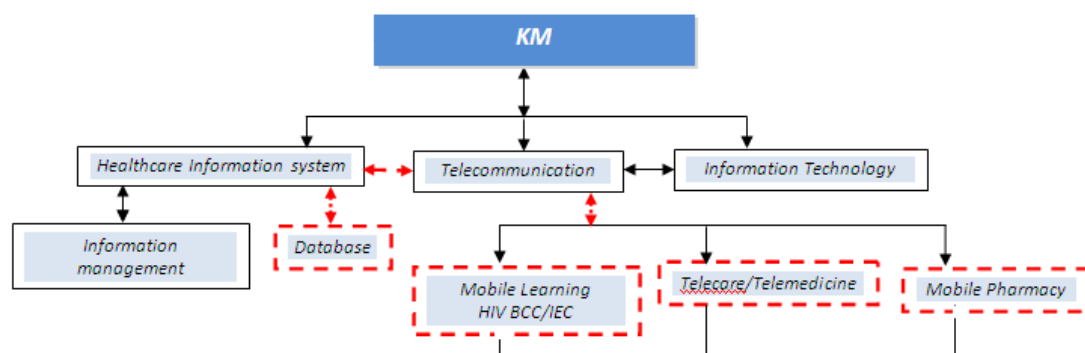 KM
Healthcare Information system
Telecommunication
Information Technology
Information
management
Database
Mobile Learning
HIV BCC/IEC
Telecare/Telemedicine
Mobile Pharmacy